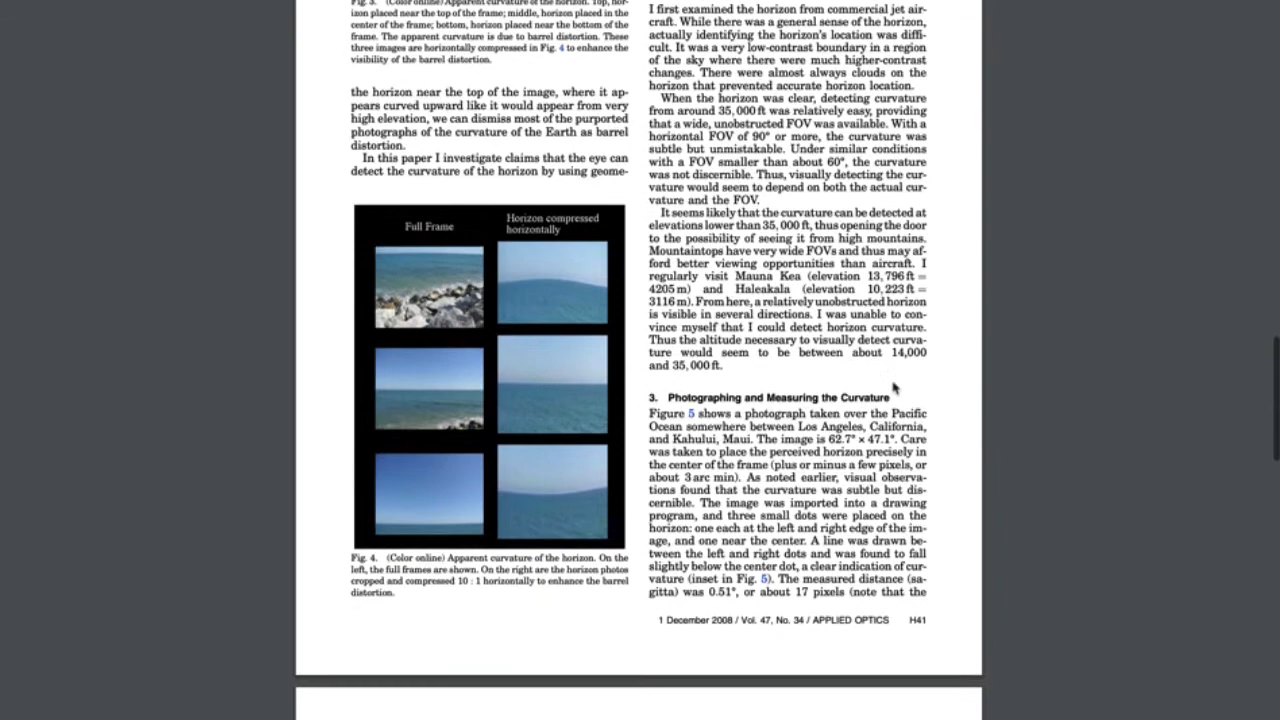 Fig. 3. (Color online) Apparent curvature of the horizon. Top, hor-
izon placed near the top of the frame; middle, horizon placed in the
center of the frame; bottom, horizon placed near the bottom of the
frame. The apparent curvature is due to barrel distortion. These
three images are horizontally compressed in Fig. 4 to enhance the
visibility of the barrel distortion.
the horizon near the top of the image, where it ap-
pears curved upward like it would appear from very
high elevation, we can dismiss most of the purported
photographs of the curvature of the Earth as barrel
distortion.
In this paper I investigate claims that the eye can
detect the curvature of the horizon by using geome-
Full Frame
Horizon compressed
horizontally
Fig. 4. (Color online) Apparent curvature of the horizon. On the
left, the full frames are shown. On the right are the horizon photos
cropped and compressed 10 : 1 horizontally to enhance the barrel
distortion.
I first examined the horizon from commercial jet air-
craft. While there was a general sense of the horizon,
actually identifying the horizon's location was diffi-
cult. It was a very low-contrast boundary in a region
of the sky where there were much higher-contrast
changes. There were almost always clouds on the
horizon that prevented accurate horizon location.
When the horizon was clear, detecting curvature
from around 35,000 ft was relatively easy, providing
that a wide, unobstructed FOV was available. With a
horizontal FOV of 90° or more, the curvature was
subtle but unmistakable. Under similar conditions
with a FOV smaller than about 60°, the curvature
was not discernible. Thus, visually detecting the cur-
vature would seem to depend on both the actual cur-
vature and the FOV.
It seems likely that the curvature can be detected at
elevations lower than 35, 000 ft, thus opening the door
to the possibility of seeing it from high mountains.
Mountaintops have very wide FOVs and thus may af-
ford better viewing opportunities than aircraft. I
regularly visit Mauna Kea (elevation 13, 796 ft =
4205 m) and Haleakala (elevation 10, 223 ft =
3116 m). From here, a relatively unobstructed horizon
is visible in several directions. I was unable to con-
vince myself that I could detect horizon curvature.
Thus the altitude necessary to visually detect curva-
ture would seem to be between about 14,000
and 35, 000 ft.
3. Photographing and Measuring the Curvature
Figure 5 shows a photograph taken over the Pacific
Ocean somewhere between Los Angeles, California,
and Kahului, Maui. The image is 62.7° × 47.1°. Care
was taken to place the perceived horizon precisely in
the center of the frame (plus or minus a few pixels, or
about 3 arc min). As noted earlier, visual observa-
tions found that the curvature was subtle but dis-
cernible. The image was imported into a drawing
program, and three small dots were placed on the
horizon: one each at the left and right edge of the im-
age, and one near the center. A line was drawn be-
tween the left and right dots and was found to fall
slightly below the center dot, a clear indication of cur-
vature (inset in Fig. 5). The measured distance (sa-
gitta) was 0.51°, or about 17 pixels (note that the
1 December 2008 / Vol. 47, No. 34 / APPLIED OPTICS H41